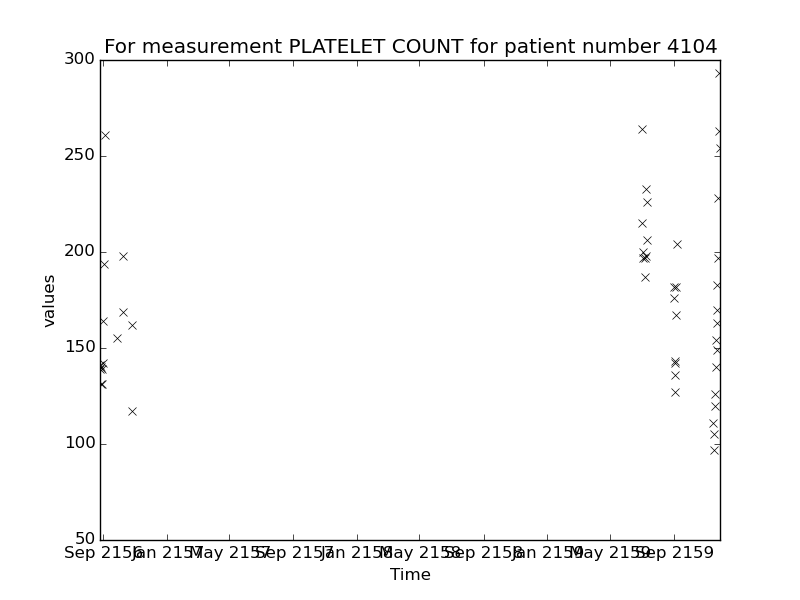 For measurement PLATELET COUNT for patient number 4104
300
250
200
150
100
50
values
Sep 2156 Jan 2157 May 2157 Sep 2157 Jan 2158 May 2158 Sep 2158 Jan 2159 May 2159 Sep 2159
Time